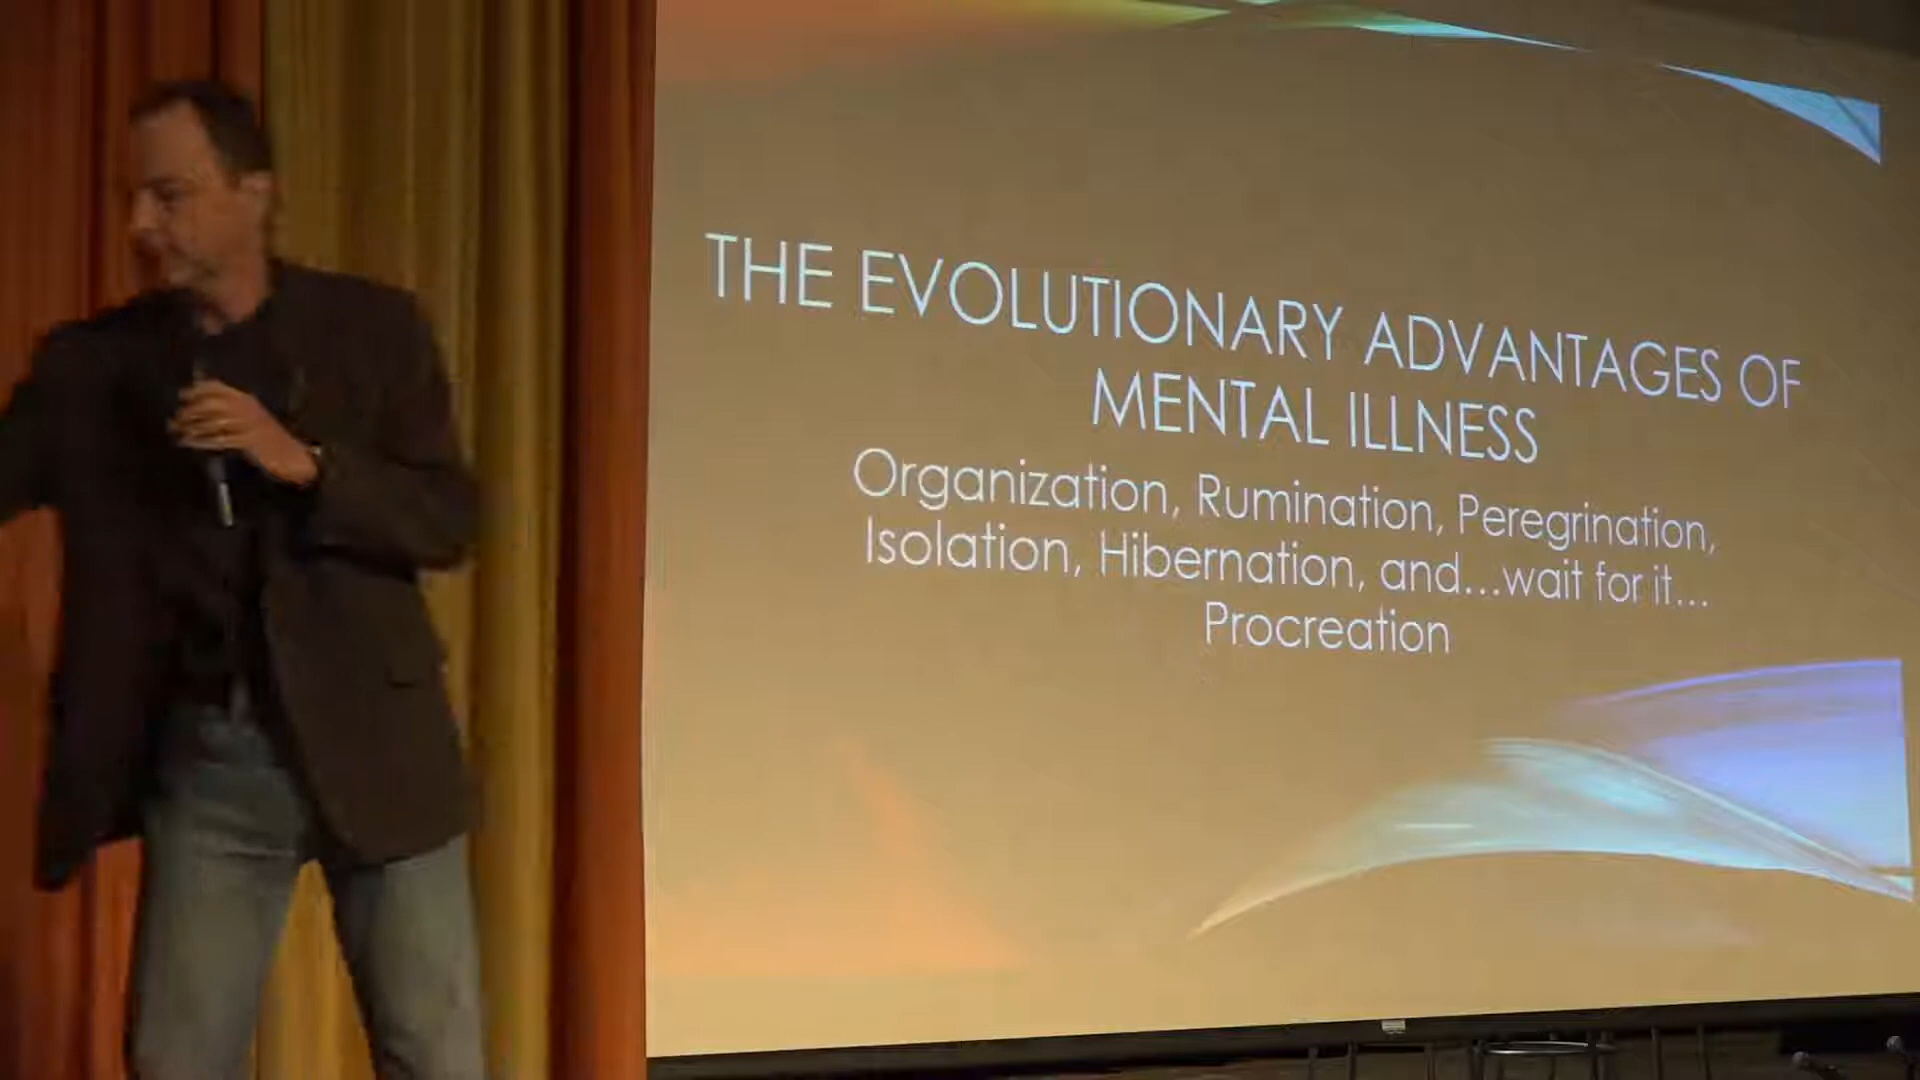 THE EVOLUTIONARY ADVANTAGES OF
MENTAL ILLNESS
Organization, Rumination, Peregrination,
Isolation, Hibernation, and...wait for it...
Procreation